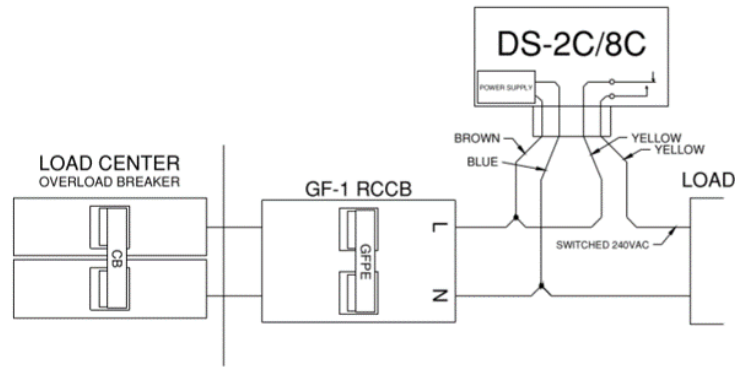 DS-2C/8C
POWER SUPPLY
BROWN
BLUE
YELLOW
YELLOW
LOAD CENTER
OVERLOAD BREAKER
CB
GF-1 RCCB
GFPE
L
N
LOAD
SWITCHED 240VAC